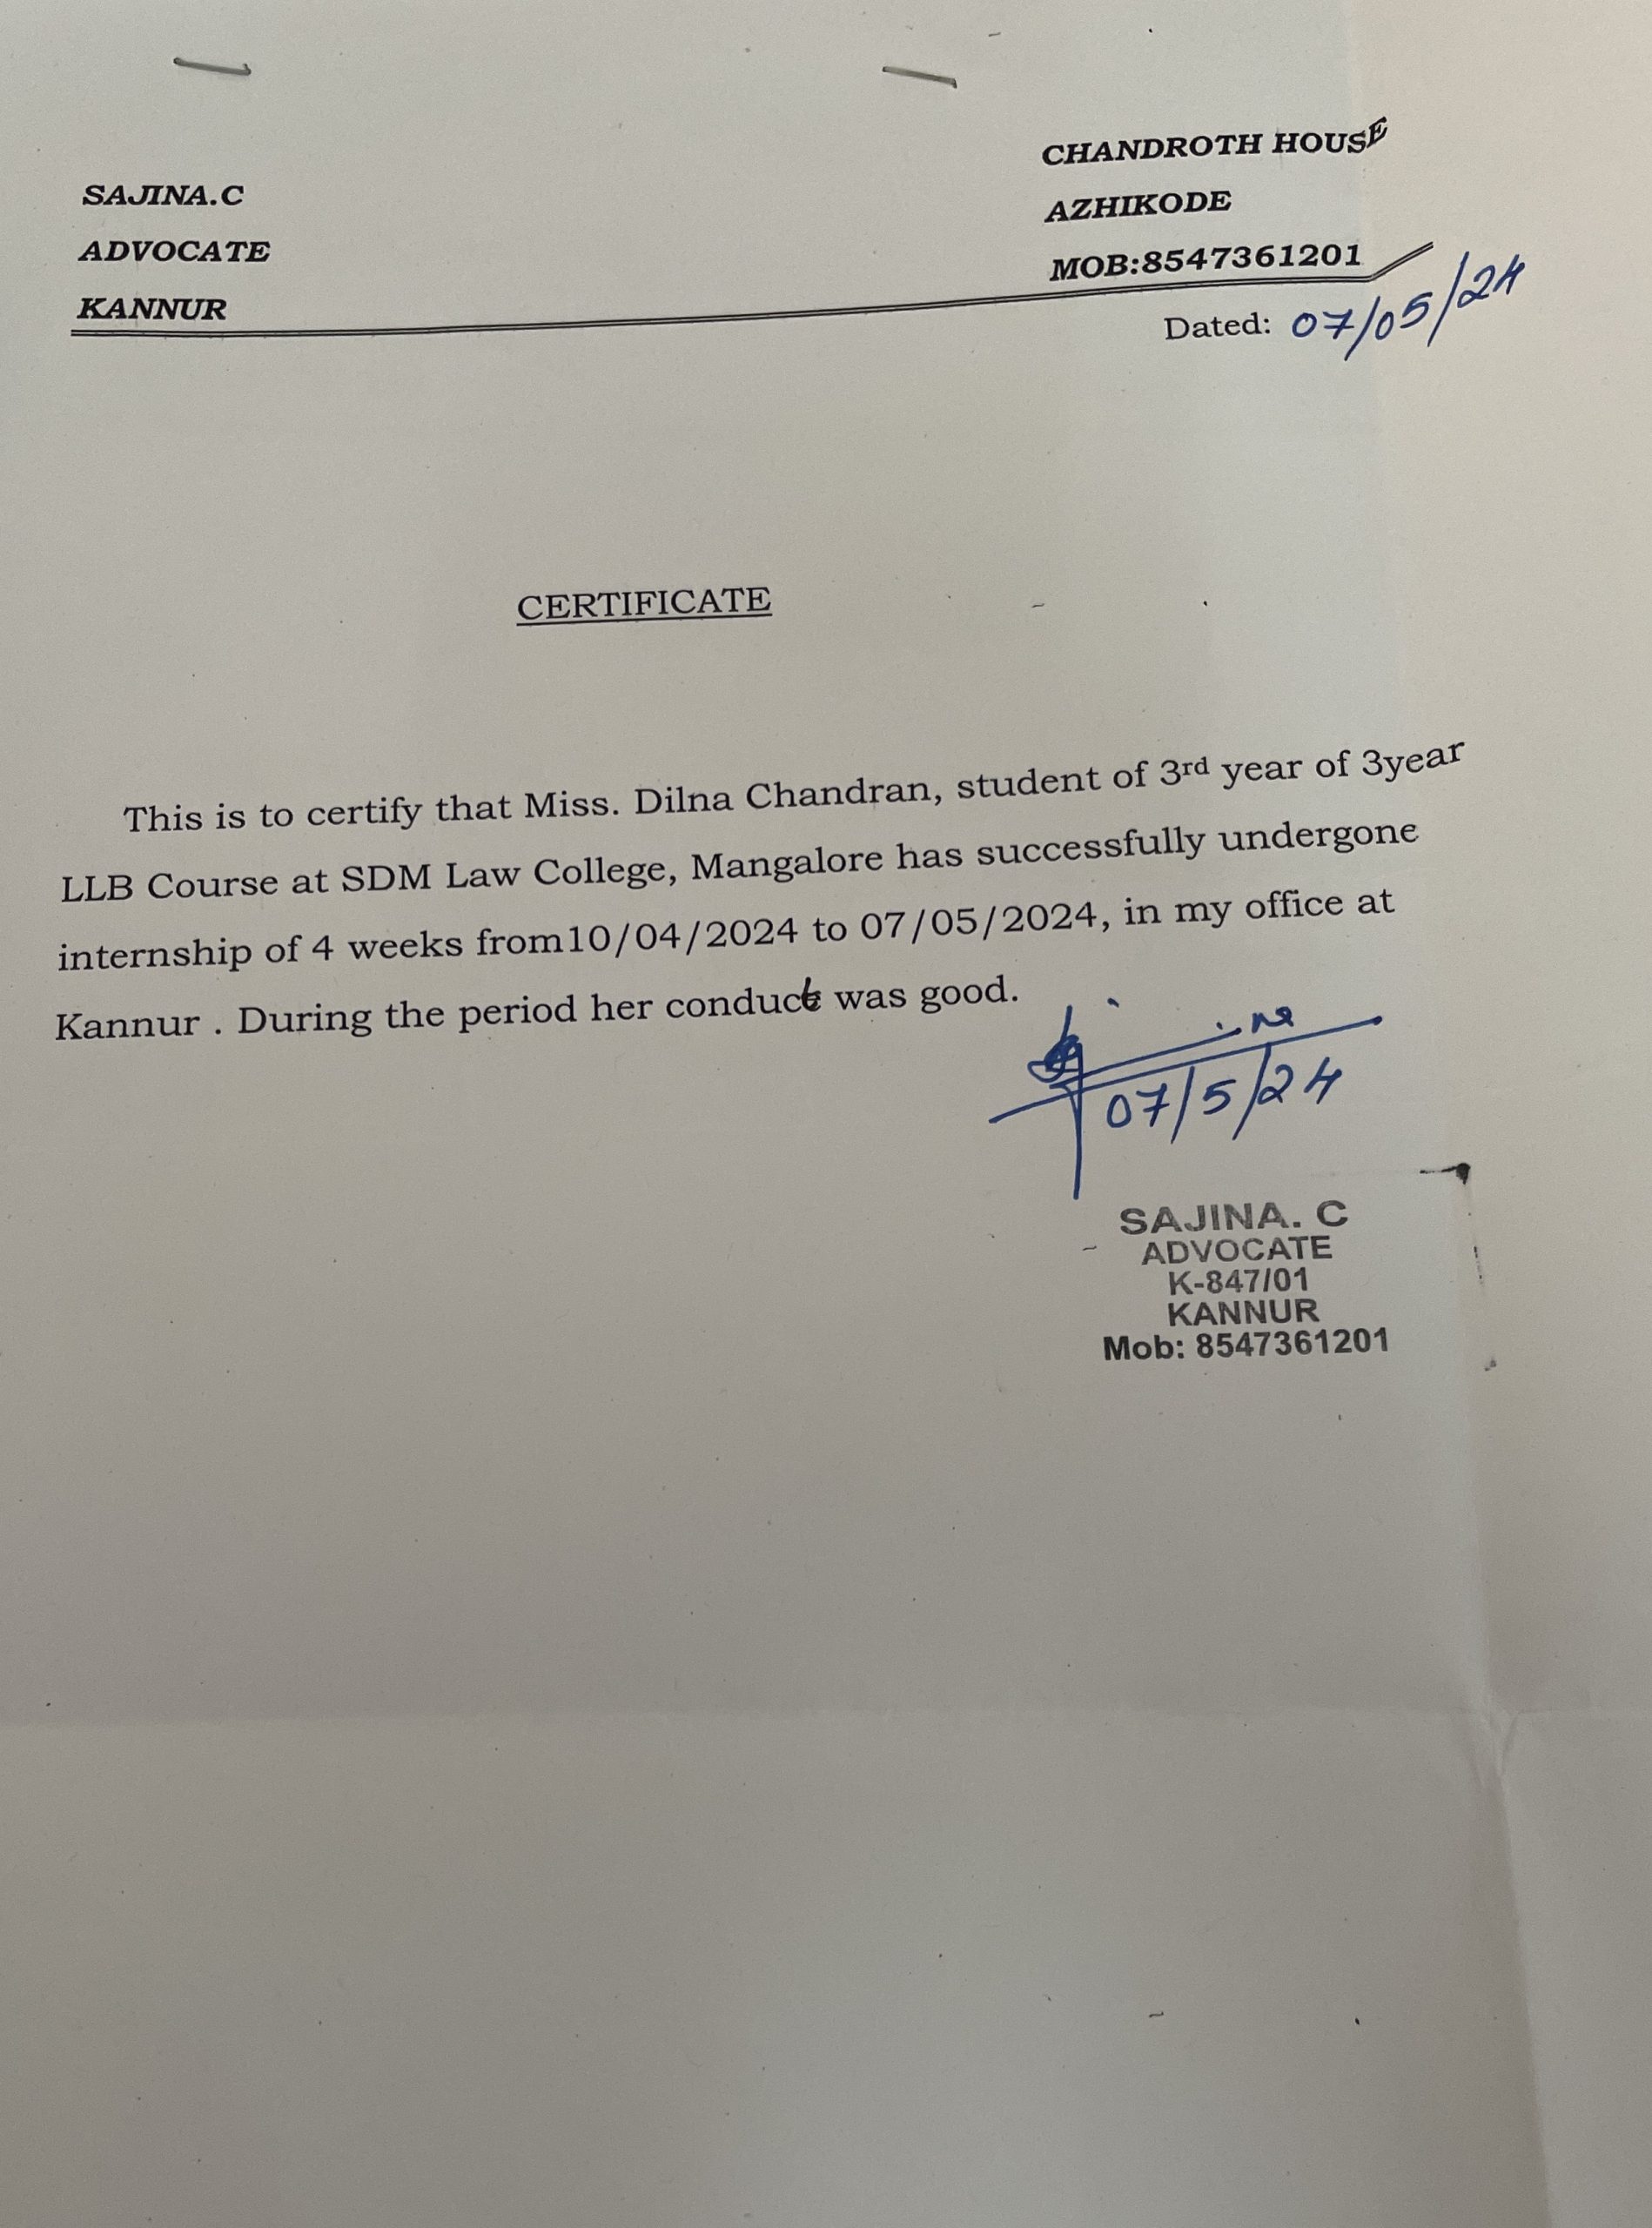 SAJINA.C
ADVOCATE
KANNUR
CHANDROTH HOUSE
AZHIKODE
MOB:8547361201
Dated: 07/05/24
CERTIFICATE
This is to certify that Miss. Dilna Chandran, student of 3rd year of 3year
LLB Course at SDM Law College, Mangalore has successfully undergone
internship of 4 weeks from10/04/2024 to 07/05/2024, in my office at
Kannur . During the period her conduct was good.
07/5/24
SAJINA. C
ADVOCATE
K-847/01
KANNUR
Mob: 8547361201